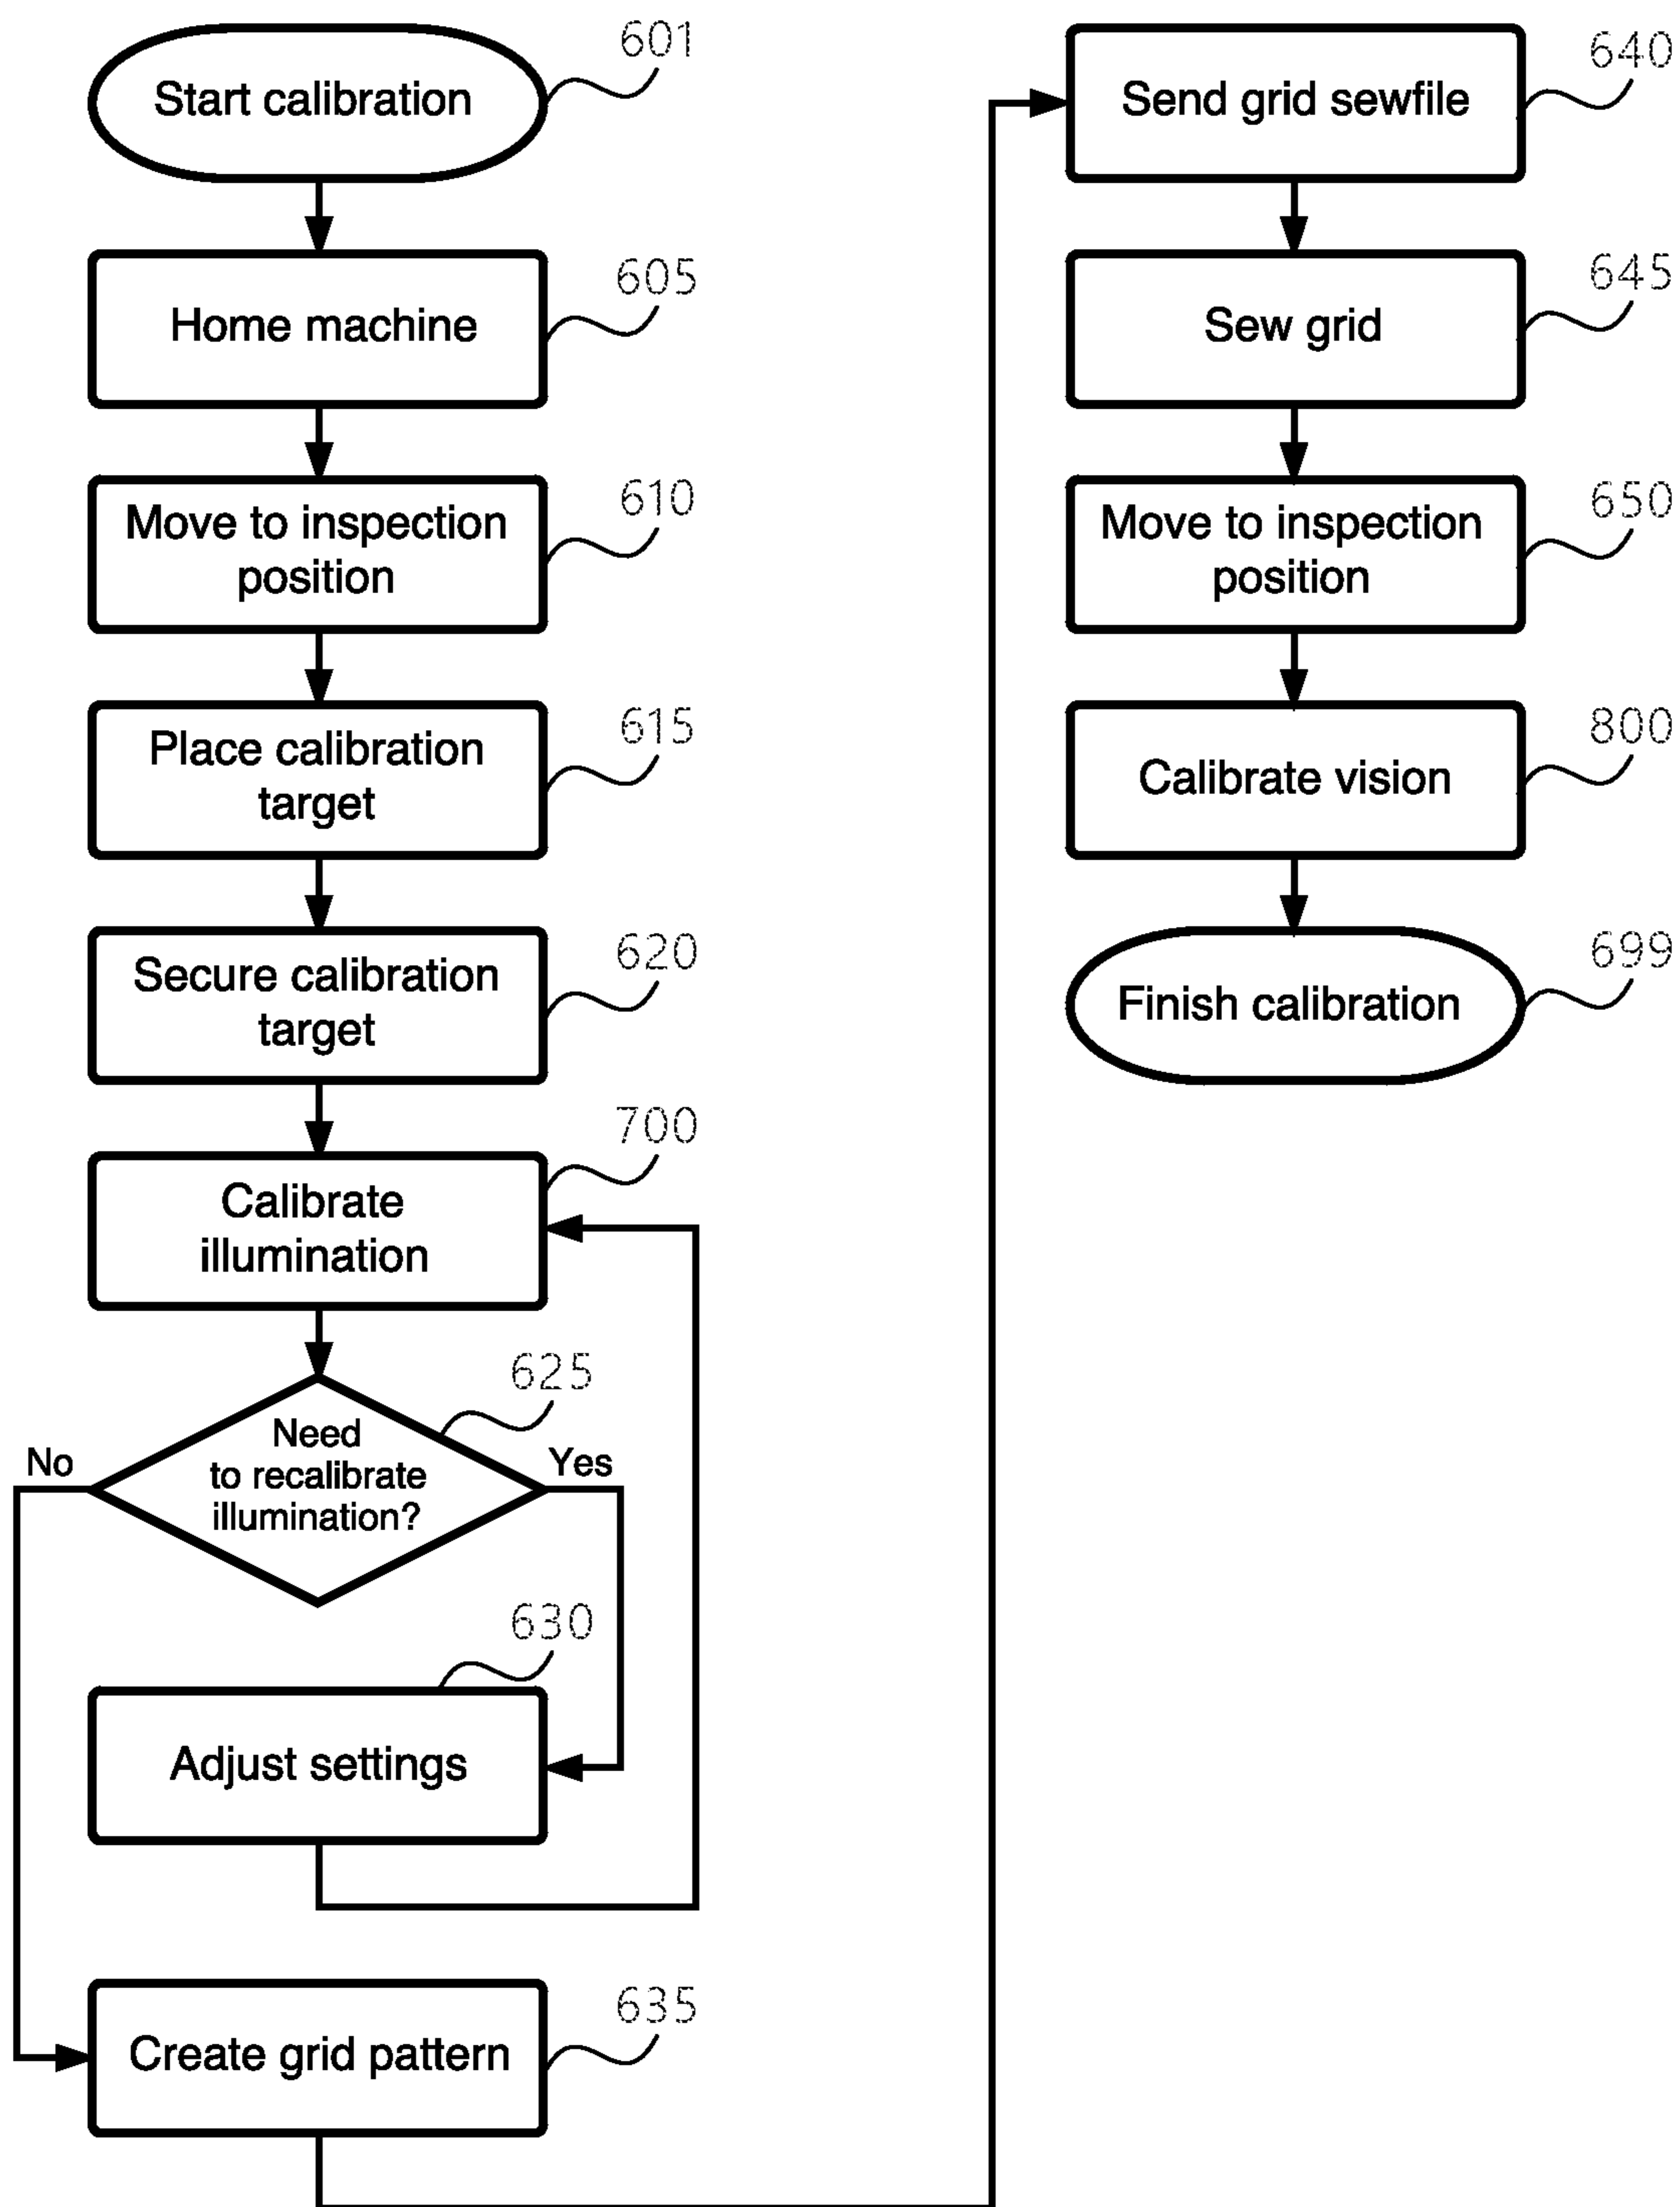 Start calibration
601
Home machine
605
Move to inspection
position
610
Place calibration
target
615
Secure calibration
target
620
Calibrate
illumination
700
Need
to recalibrate
illumination?
625
No
Yes
Adjust settings
630
Create grid pattern
635
Send grid sewfile
640
Sew grid
645
Move to inspection
position
650
Calibrate vision
800
Finish calibration
699